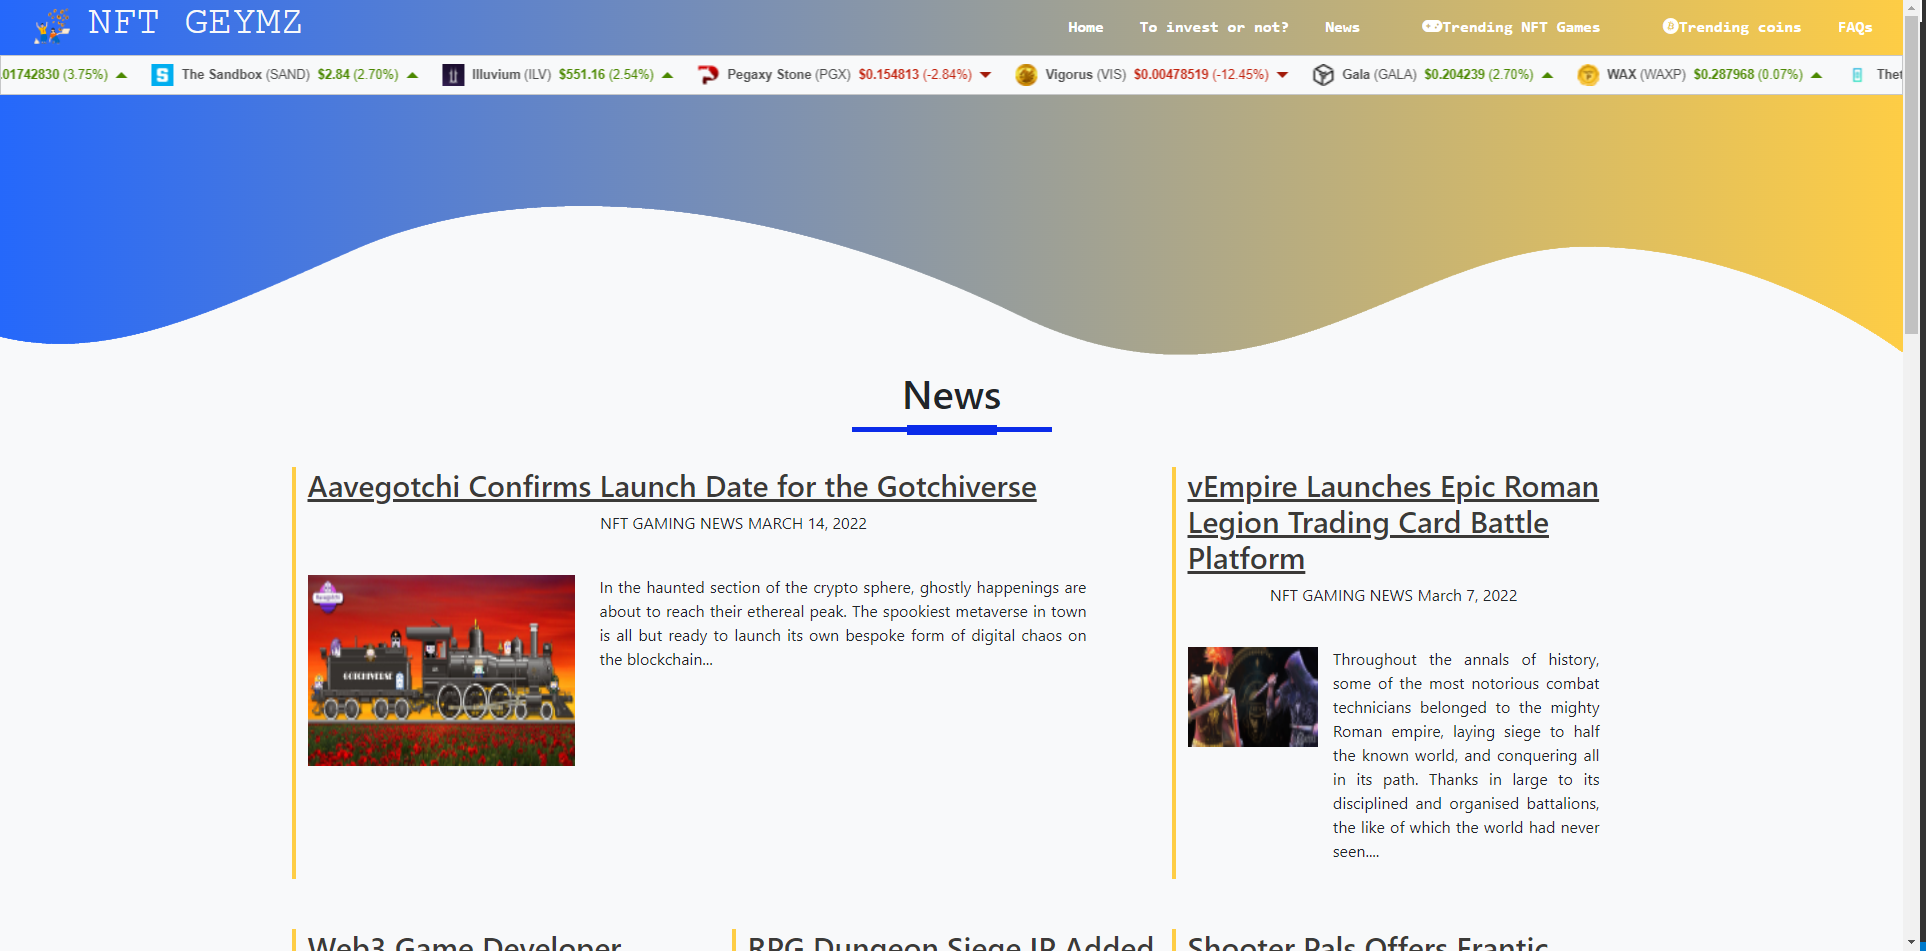 NFT GEYMZ
Home To invest or not? News Trending NFT Games Trending coins FAQs
.01742830 (3.75%) The Sandbox (SAND) $2.84 (2.70%) Illuvium (ILV) $551.16 (2.54%) Pegaxy Stone (PGX) $0.154813 (-2.84%) Vigorus (VIS) $0.00478519 (-12.45%) Gala (GALA) $0.204239 (2.70%) WAX (WAXP) $0.287968 (0.07%) Thet
News
Aavegotchi Confirms Launch Date for the Gotchiverse
NFT GAMING NEWS MARCH 14, 2022
GOTCHIVERSE
In the haunted section of the crypto sphere, ghostly happenings are
about to reach their ethereal peak. The spookiest metaverse in town
is all but ready to launch its own bespoke form of digital chaos on
the blockchain...
vEmpire Launches Epic Roman
Legion Trading Card Battle
Platform
NFT GAMING NEWS March 7, 2022
Throughout the annals of history,
some of the most notorious combat
technicians belonged to the mighty
Roman empire, laying siege to half
the known world, and conquering all
in its path. Thanks in large to its
disciplined and organised battalions,
the like of which the world had never
seen....
Web3 Game Developer
RPG Dungeon Siege IP Added
Shooter Pals Offers Frantic